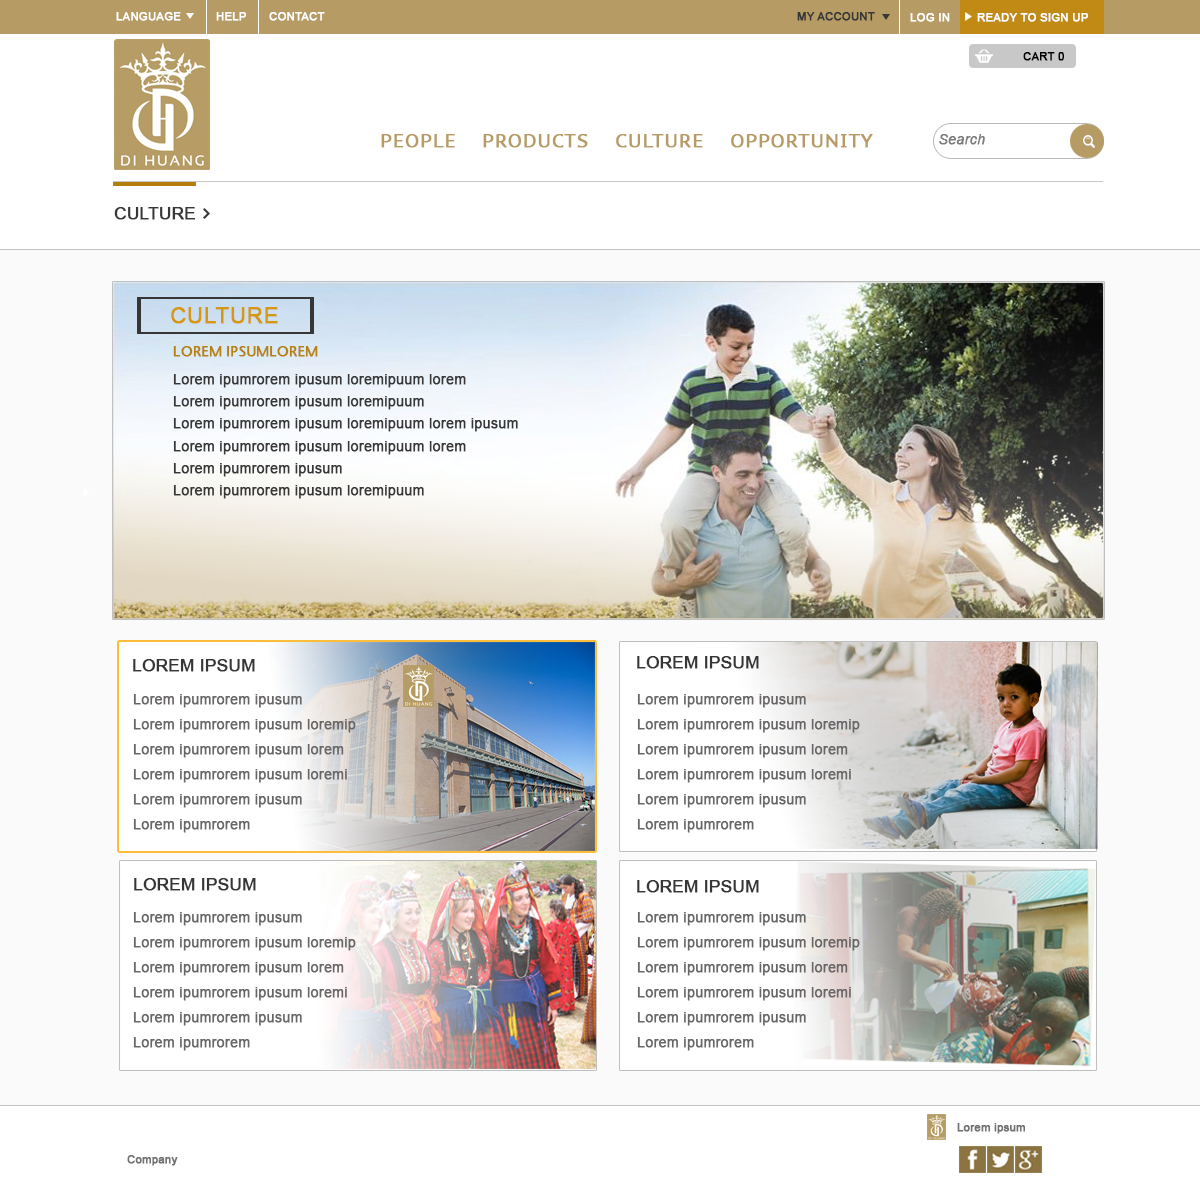 LANGUAGE
HELP
CONTACT
MY ACCOUNT
LOG IN
READY TO SIGN UP
CART 0
DI HUANG
PEOPLE
PRODUCTS
CULTURE
OPPORTUNITY
Search
CULTURE >
CULTURE
LOREM IPSUMLOREM
Lorem ipumrorem ipusum loremipuum lorem
Lorem ipumrorem ipusum loremipuum
Lorem ipumrorem ipusum loremipuum lorem ipusum
Lorem ipumrorem ipusum loremipuum lorem
Lorem ipumrorem ipusum
Lorem ipumrorem ipusum loremipuum
LOREM IPSUM
Lorem ipumrorem ipusum
Lorem ipumrorem ipusum loremip
Lorem ipumrorem ipusum lorem
Lorem ipumrorem ipusum loremi
Lorem ipumrorem ipusum
Lorem ipumrorem
DI HUANG
LOREM IPSUM
Lorem ipumrorem ipusum
Lorem ipumrorem ipusum loremip
Lorem ipumrorem ipusum lorem
Lorem ipumrorem ipusum loremi
Lorem ipumrorem ipusum
Lorem ipumrorem
LOREM IPSUM
Lorem ipumrorem ipusum
Lorem ipumrorem ipusum loremip
Lorem ipumrorem ipusum lorem
Lorem ipumrorem ipusum loremi
Lorem ipumrorem ipusum
Lorem ipumrorem
LOREM IPSUM
Lorem ipumrorem ipusum
Lorem ipumrorem ipusum loremip
Lorem ipumrorem ipusum lorem
Lorem ipumrorem ipusum loremi
Lorem ipumrorem ipusum
Lorem ipumrorem
Lorem ipsum
Company